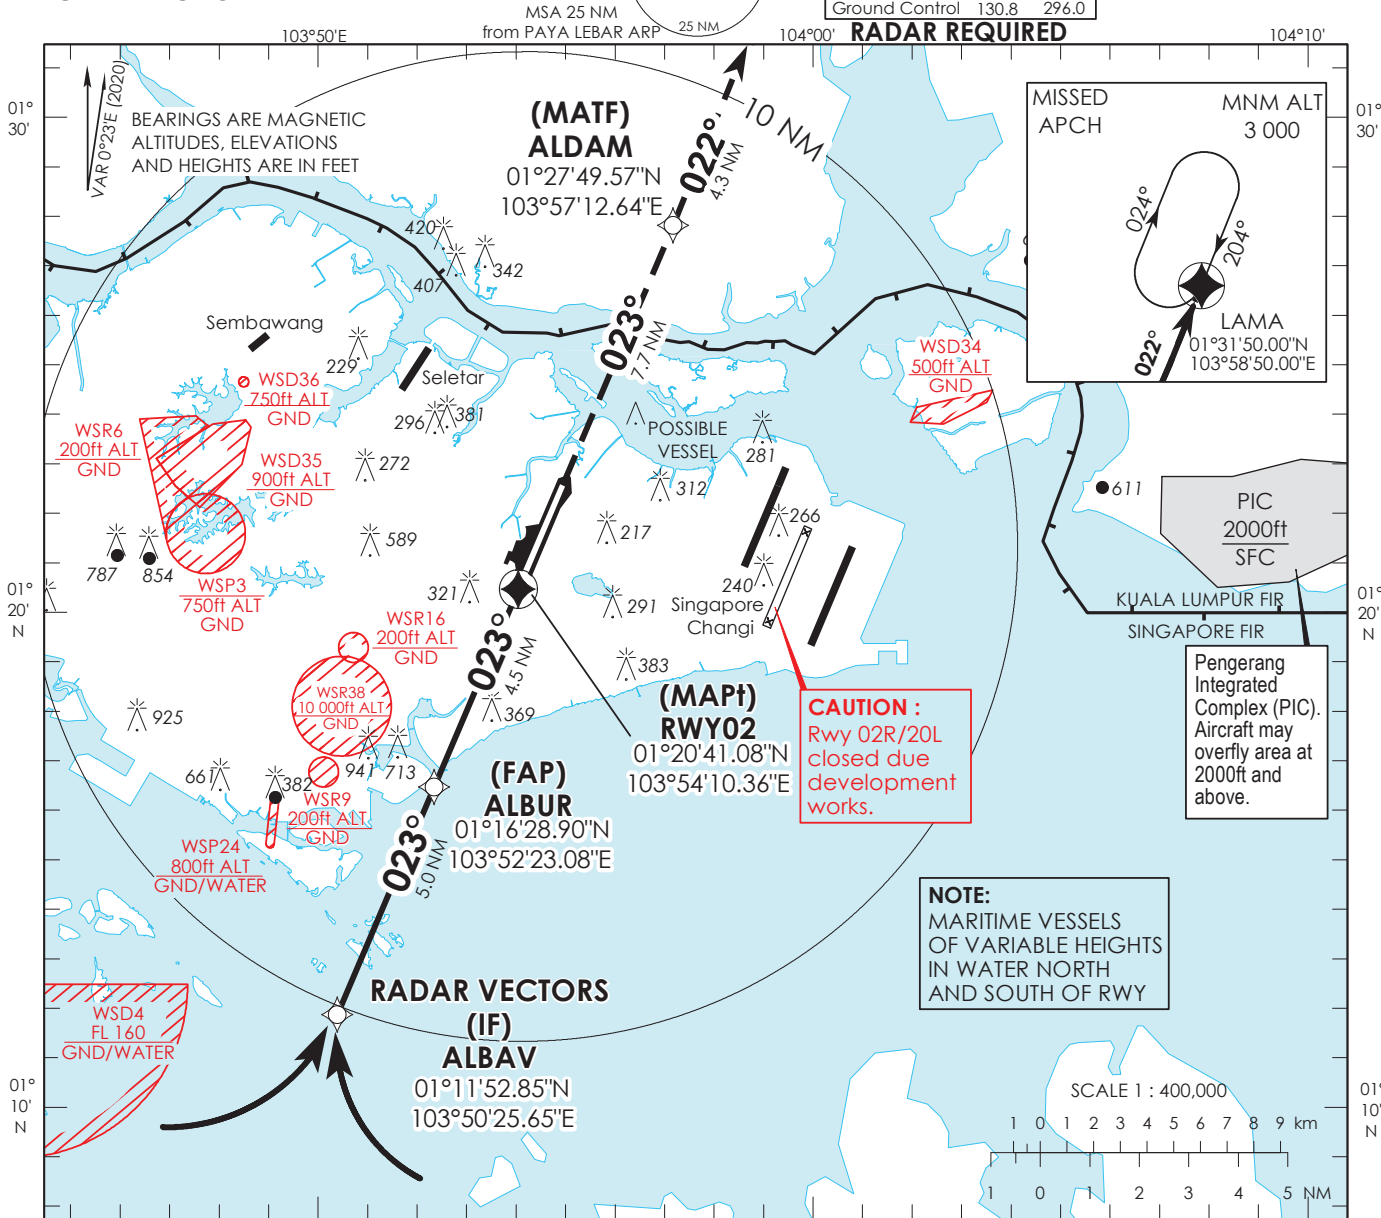 Ground Control 130.8 296.0
MSA 25 NM
from PAYA LEBAR ARP
25 NM
RADAR REQUIRED
103°50'E
104°00'
104°10'
01°
30'
01°
30'
VAR 0°23'E (2020)
BEARINGS ARE MAGNETIC
ALTITUDES, ELEVATIONS
AND HEIGHTS ARE IN FEET
(MATF)
ALDAM
01°27'49.57"N
103°57'12.64"E
022°
4.3 NM
10 NM
MISSED
APCH
MNM ALT
3 000
024°
204°
022°
LAMA
01°31'50.00"N
103°58'50.00"E
420
407
342
Sembawang
229
Seletar
296
381
272
023°
7.7 NM
POSSIBLE
VESSEL
281
312
217
266
240
589
321
291
383
369
WSD36
750ft ALT
GND
WSR6
200ft ALT
GND
WSD35
900ft ALT
GND
787
854
WSP3
750ft ALT
GND
WSD34
500ft ALT
GND
611
PIC
2000ft
SFC
KUALA LUMPUR FIR
SINGAPORE FIR
01°
20'
N
01°
20'
N
Singapore
Changi
WSR16
200ft ALT
GND
WSR38
10 000ft ALT
GND
023°
4.5 NM
(MAPt)
RWY02
01°20'41.08"N
103°54'10.36"E
CAUTION :
Rwy 02R/20L
closed due
development
works.
Pengerang
Integrated
Complex (PIC).
Aircraft may
overfly area at
2000ft and
above.
925
661
382
941
713
WSR9
200ft ALT
GND
WSP24
800ft ALT
GND/WATER
(FAP)
ALBUR
01°16'28.90"N
103°52'23.08"E
023°
5.0 NM
NOTE:
MARITIME VESSELS
OF VARIABLE HEIGHTS
IN WATER NORTH
AND SOUTH OF RWY
RADAR VECTORS
(IF)
ALBAV
01°11'52.85"N
103°50'25.65"E
WSD4
FL 160
GND/WATER
01°
10'
N
01°
10'
N
SCALE 1 : 400,000
1 0 1 2 3 4 5 6 7 8 9 km
1 0 1 2 3 4 5 NM